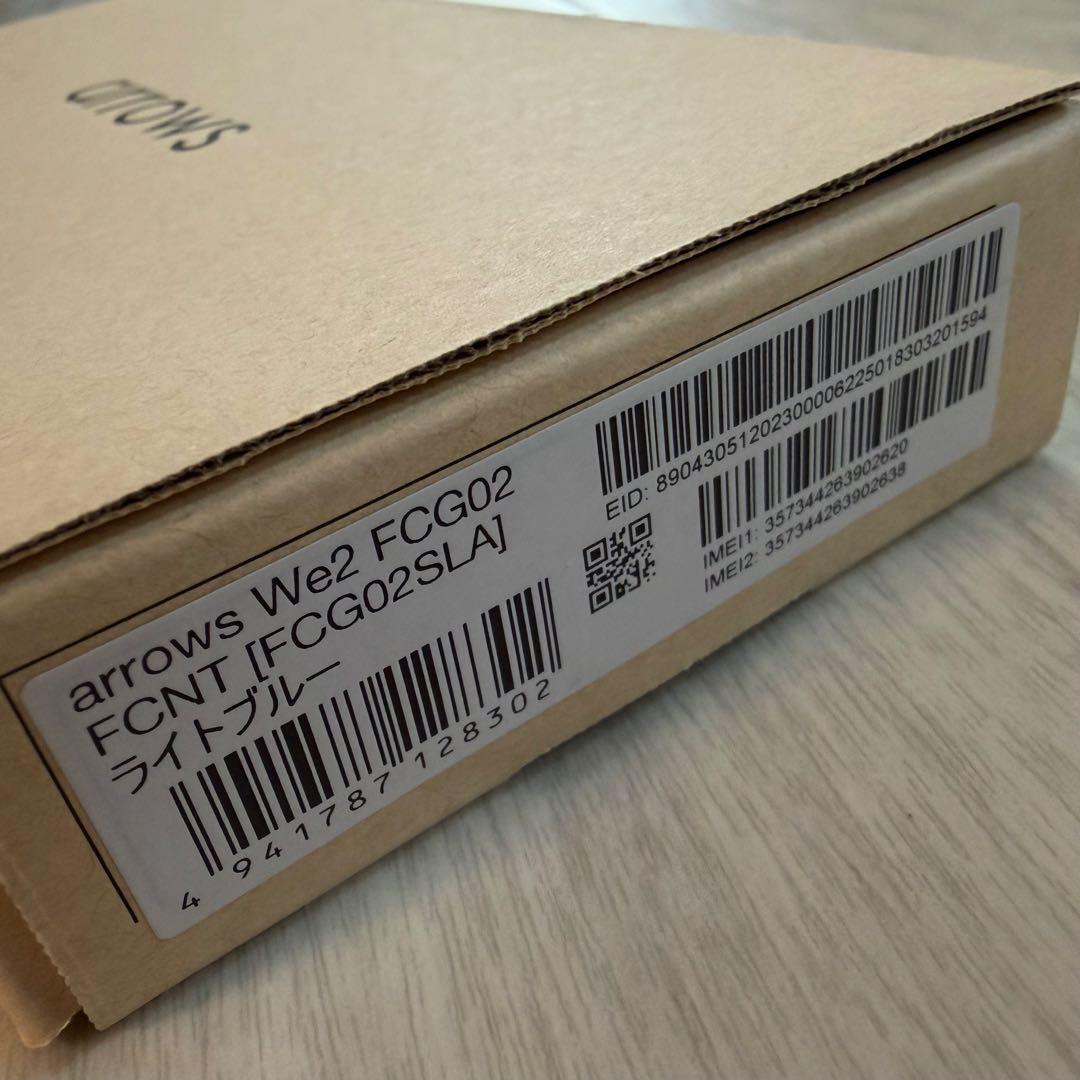 arrows
arrows We2 FCG02
FCNT [FCG02SLA]
ライトブルー
4 941787 128302
EID: 89043051202300006225018303201594
IMEI1: 357344263902620
IMEI2: 357344263902638